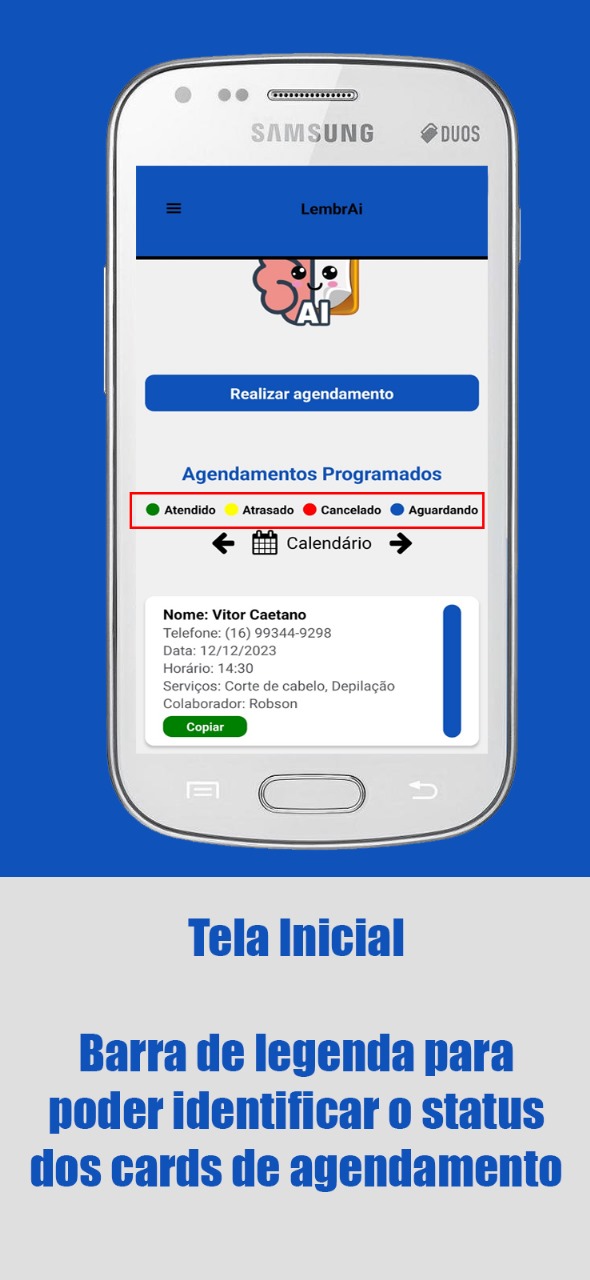 SAMSUNG DUOS
LembrAi
AI
Realizar agendamento
Agendamentos Programados
Atendido Atrasado Cancelado Aguardando
Calendário
Nome: Vitor Caetano
Telefone: (16) 99344-9298
Data: 12/12/2023
Horário: 14:30
Serviços: Corte de cabelo, Depilação
Colaborador: Robson
Copiar
Tela Inicial
Barra de legenda para
poder identificar o status
dos cards de agendamento